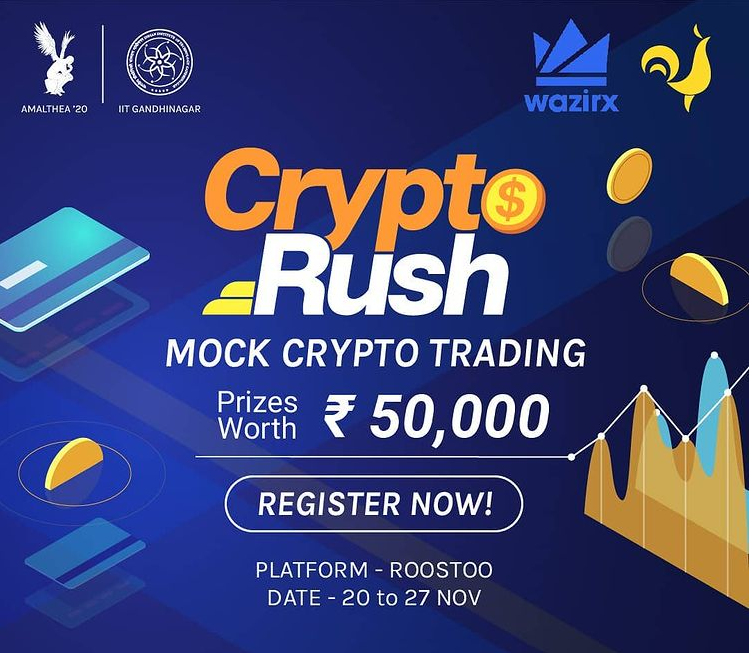 AMALTHEA '20
IIT GANDHINAGAR
wazirx
Crypto
$
Rush
MOCK CRYPTO TRADING
Prizes Worth ₹ 50,000
REGISTER NOW!
PLATFORM - ROOSTOO
DATE - 20 to 27 NOV